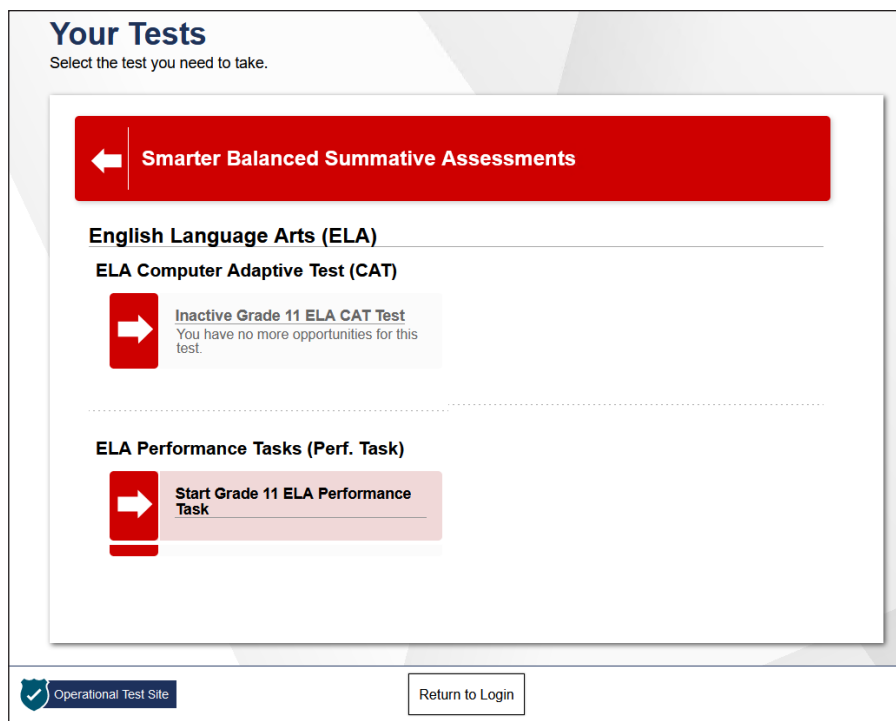 Your Tests
Select the test you need to take.
Smarter Balanced Summative Assessments
English Language Arts (ELA)
ELA Computer Adaptive Test (CAT)
Inactive Grade 11 ELA CAT Test
You have no more opportunities for this
test.
ELA Performance Tasks (Perf. Task)
Start Grade 11 ELA Performance
Task
Operational Test Site
Return to Login